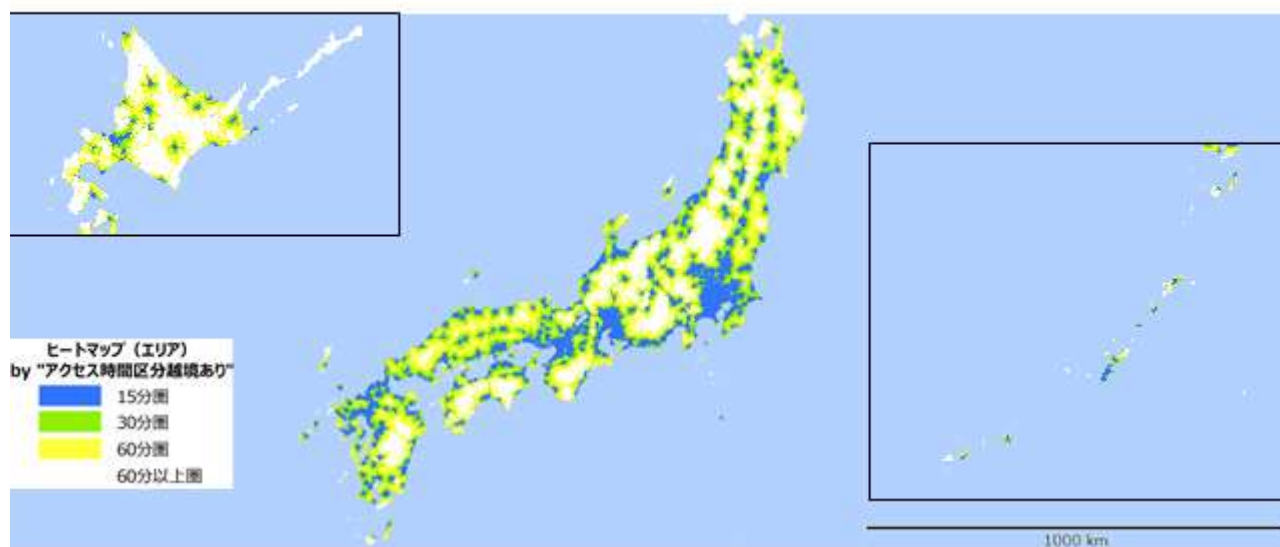 ヒートマップ（エリア）
by "アクセス時間区分越境あり"
15分圏
30分圏
60分圏
60分以上圏
1000 km